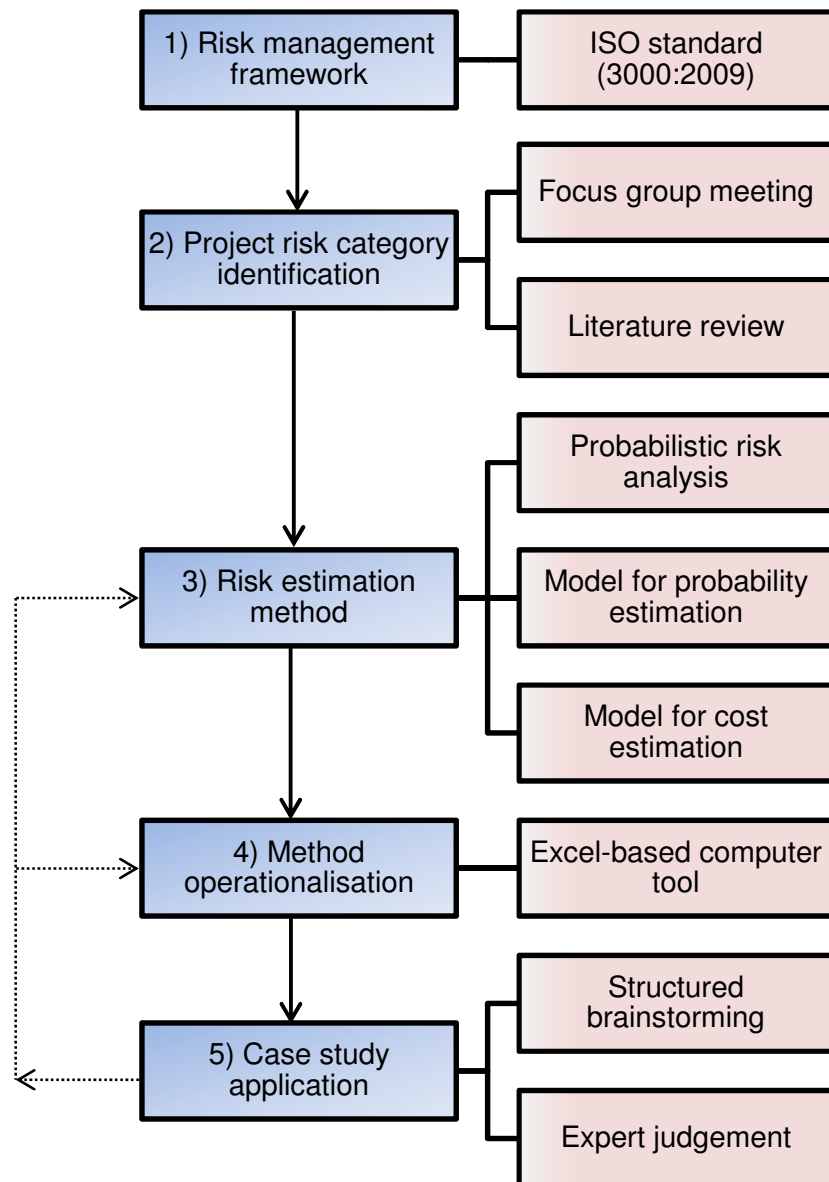 1) Risk management
framework
ISO standard
(3000:2009)
2) Project risk category
identification
Focus group meeting
Literature review
3) Risk estimation
method
Probabilistic risk
analysis
Model for probability
estimation
Model for cost
estimation
4) Method
operationalisation
Excel-based computer
tool
5) Case study
application
Structured
brainstorming
Expert judgement